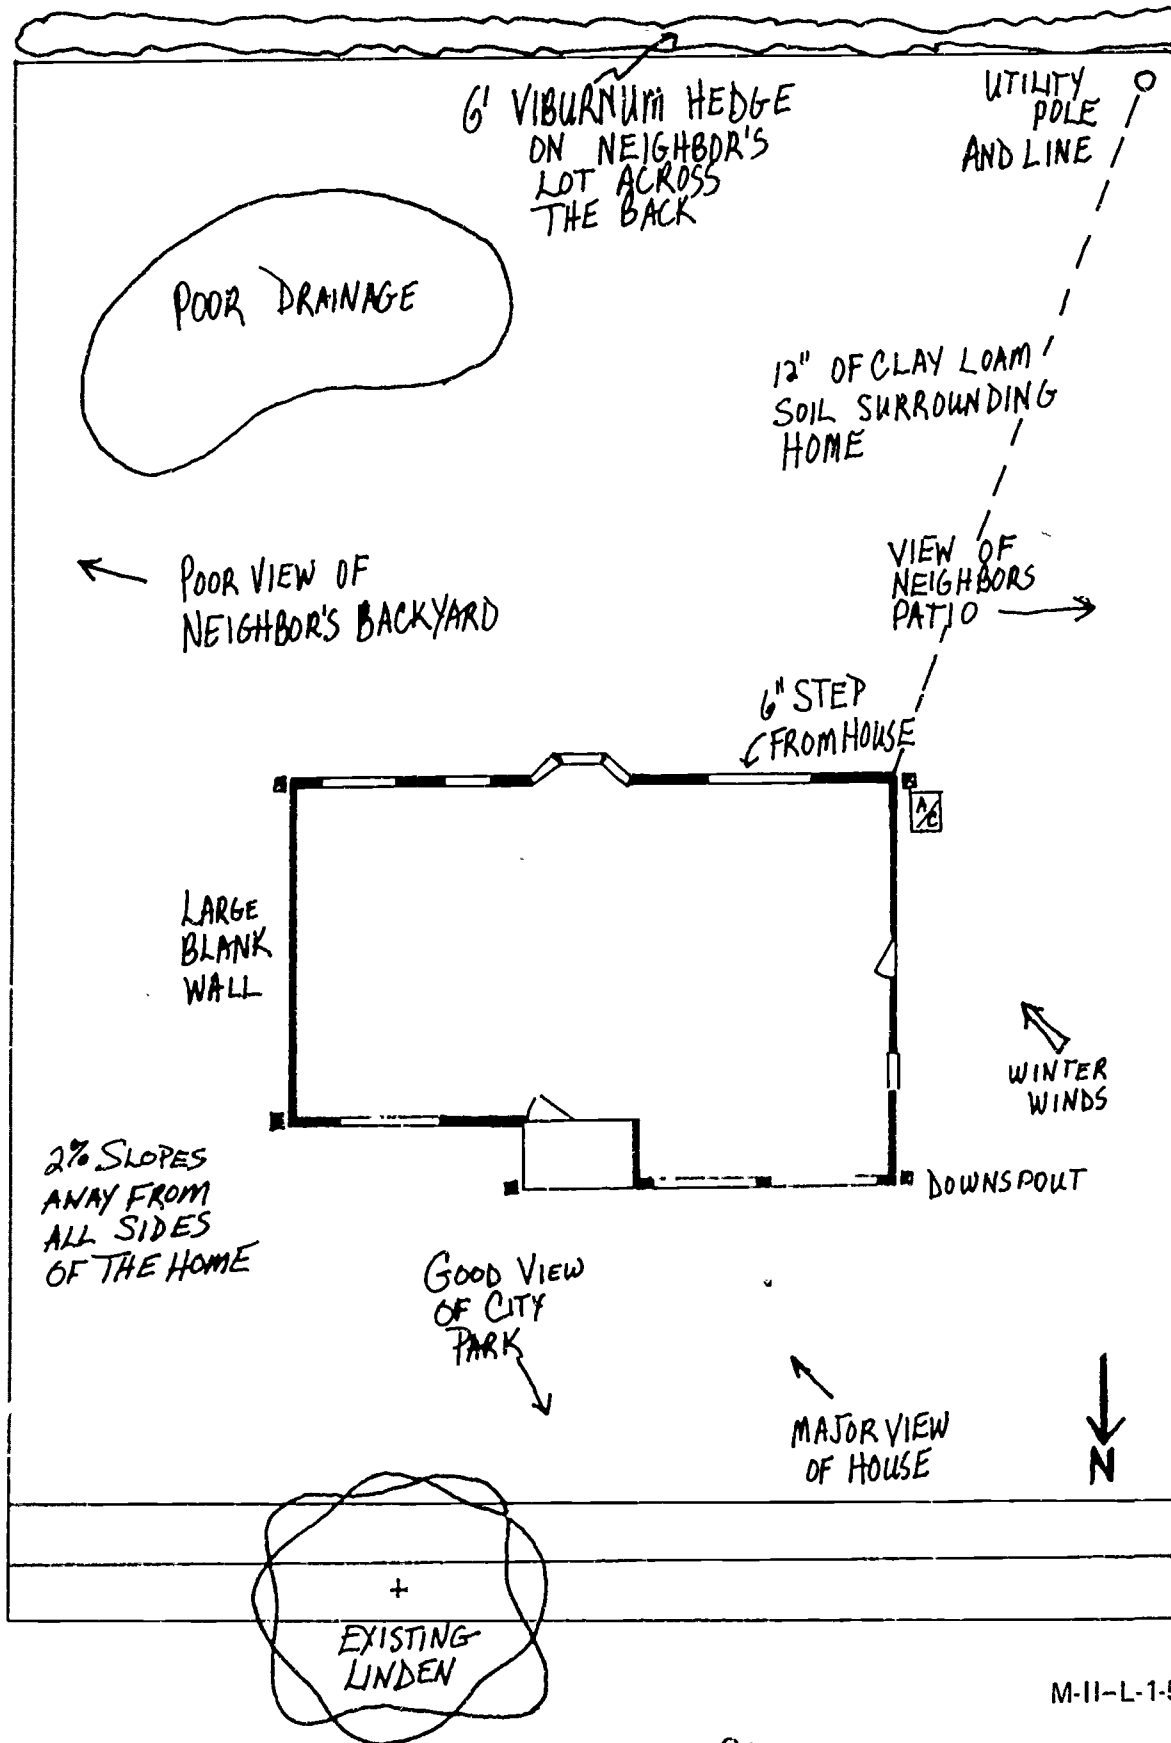 6' VIBURNUM HEDGE
ON NEIGHBOR'S
LOT ACROSS
THE BACK
UTILITY
POLE
AND LINE
POOR DRAINAGE
12" OF CLAY LOAM
SOIL SURROUNDING
HOME
VIEW OF
NEIGHBORS
PATIO
POOR VIEW OF
NEIGHBOR'S BACKYARD
6" STEP
FROM HOUSE
A/C
LARGE
BLANK
WALL
WINTER
WINDS
2% SLOPES
AWAY FROM
ALL SIDES
OF THE HOME
DOWNSPOUT
GOOD VIEW
OF CITY
PARK
MAJOR VIEW
OF HOUSE
N
EXISTING
LINDEN
M-II-L-1-5